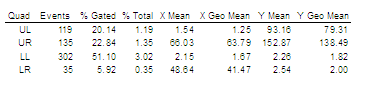 Quad Events % Gated % Total X Mean X Geo Mean Y Mean Y Geo Mean
UL 119 20.14 1.19 1.54 1.25 93.16 79.31
UR 135 22.84 1.35 66.03 63.79 152.87 138.49
LL 302 51.10 3.02 2.15 1.67 2.26 1.82
LR 35 5.92 0.35 48.64 41.47 2.54 2.00